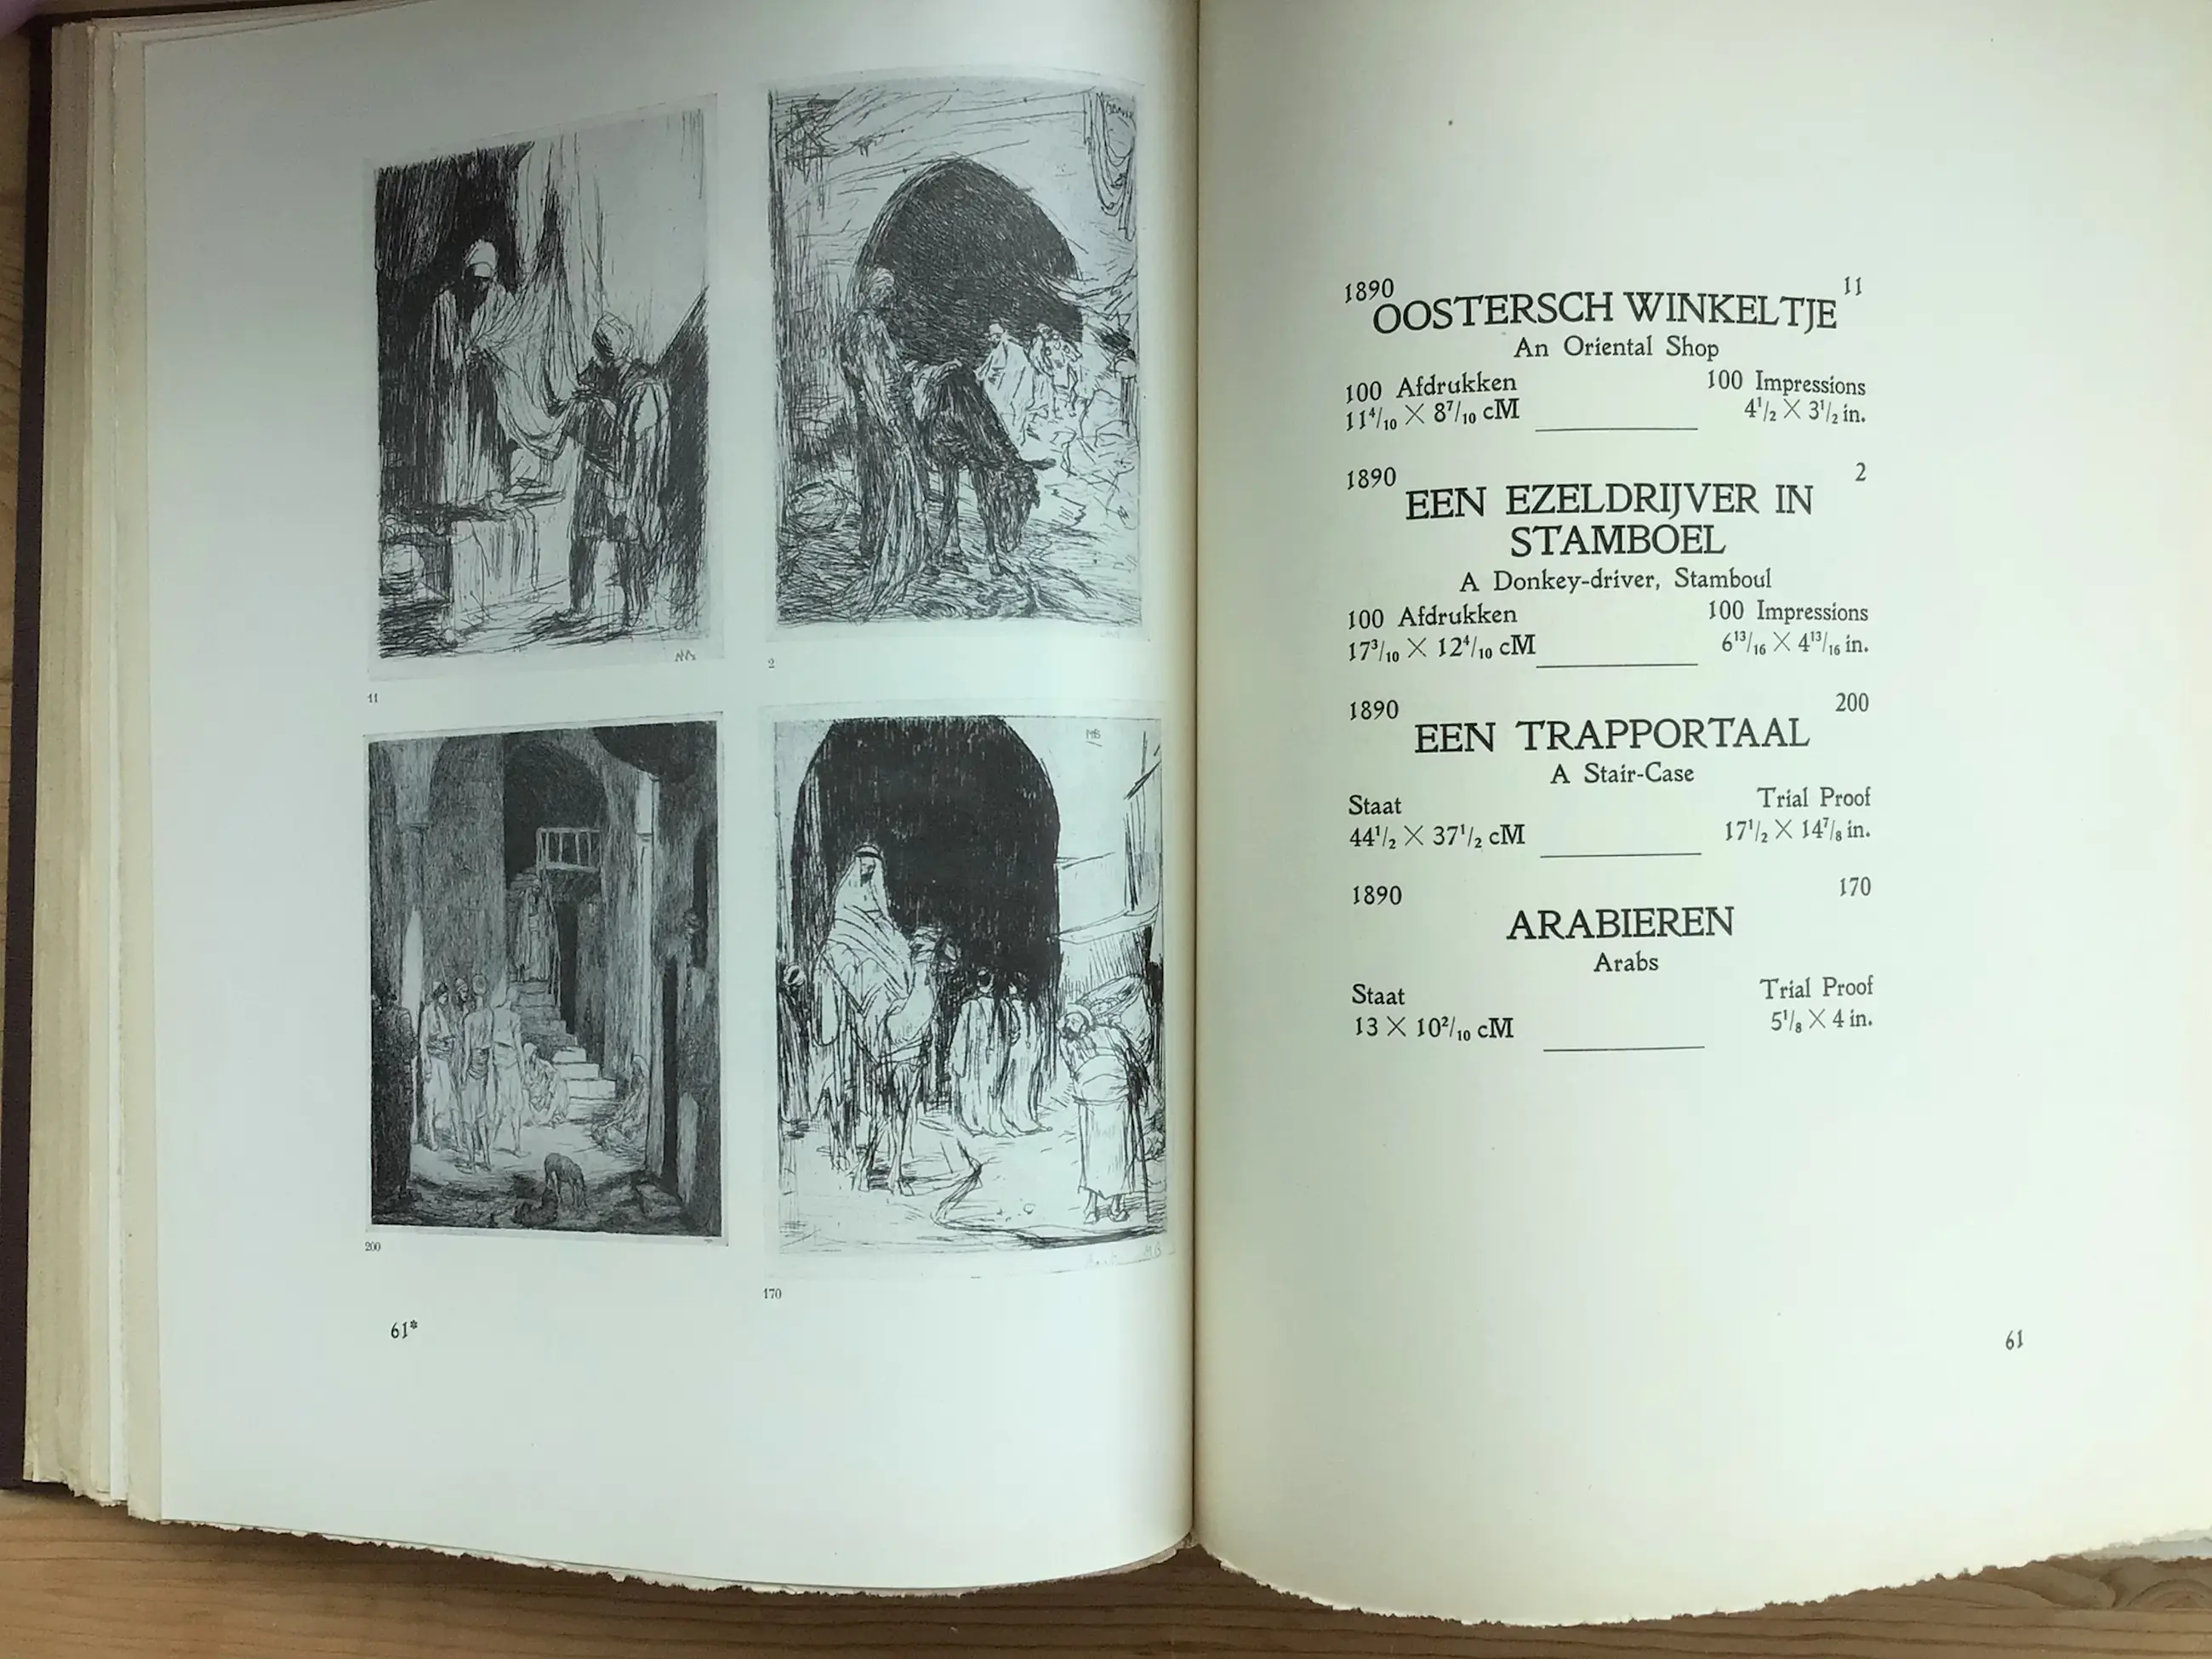 11
2
MB
200
170
61*
1890 11
OOSTERSCH WINKELTJE
An Oriental Shop
100 Afdrukken 100 Impressions
11⁴/₁₀ × 8⁷/₁₀ cM 4¹/₂ × 3¹/₂ in.
1890 2
EEN EZELDRIJVER IN
STAMBOEL
A Donkey-driver, Stamboul
100 Afdrukken 100 Impressions
17³/₁₀ × 12⁴/₁₀ cM 6¹³/₁₆ × 4¹³/₁₆ in.
1890 200
EEN TRAPPORTAAL
A Stair-Case
Staat Trial Proof
44¹/₂ × 37¹/₂ cM 17¹/₂ × 14⁷/₈ in.
1890 170
ARABIEREN
Arabs
Staat Trial Proof
13 × 10²/₁₀ cM 5¹/₈ × 4 in.
61